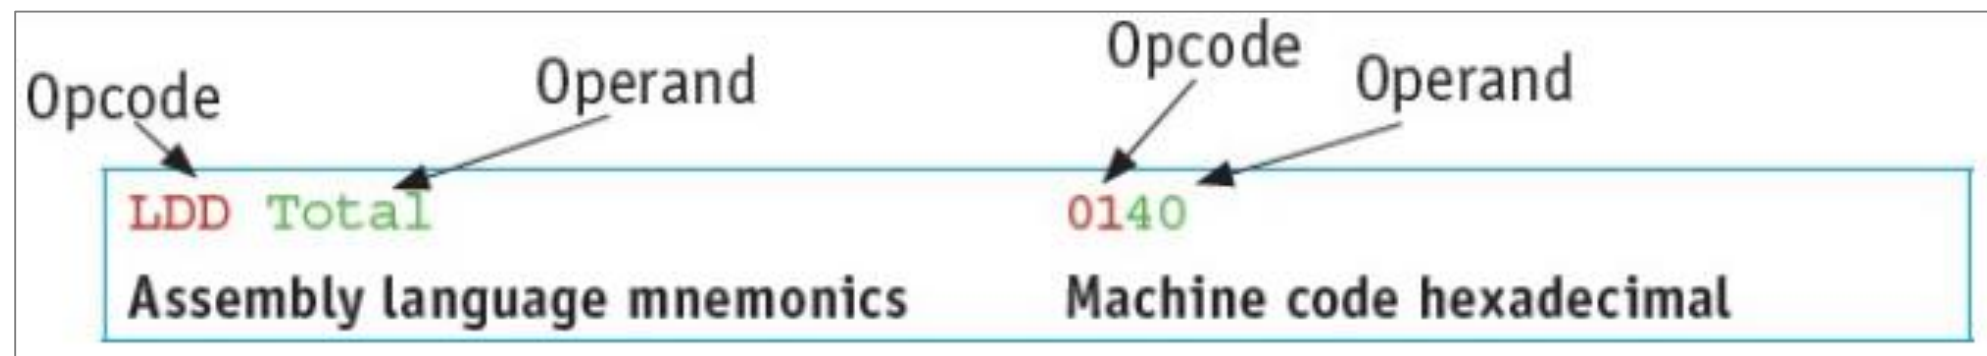 Opcode Operand Opcode Operand
LDD Total 0140
Assembly language mnemonics Machine code hexadecimal